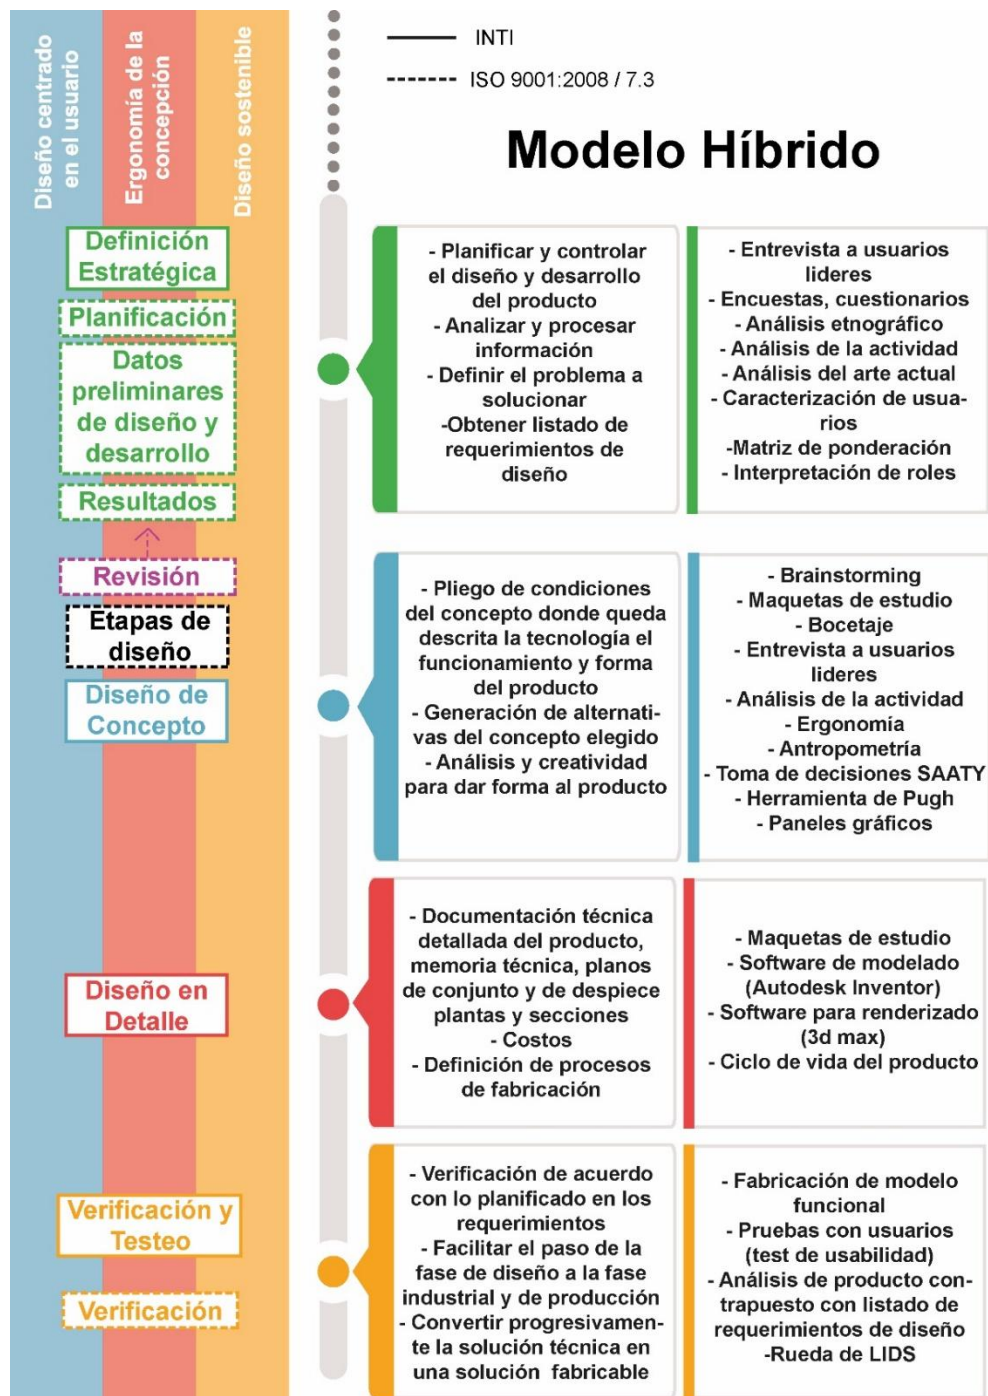 Diseño centrado
en el usuario
Ergonomía de la
concepción
Diseño sostenible
INTI
ISO 9001:2008 / 7.3
Modelo Híbrido
Definición
Estratégica
Planificación
Datos
preliminares
de diseño y
desarrollo
Resultados
- Planificar y controlar
el diseño y desarrollo
del producto
- Analizar y procesar
información
- Definir el problema a
solucionar
-Obtener listado de
requerimientos de
diseño
- Entrevista a usuarios
lideres
- Encuestas, cuestionarios
- Análisis etnográfico
- Análisis de la actividad
- Análisis del arte actual
- Caracterización de usua-
rios
-Matriz de ponderación
- Interpretación de roles
Revisión
Etapas de
diseño
Diseño de
Concepto
- Pliego de condiciones
del concepto donde queda
descrita la tecnología el
funcionamiento y forma
del producto
- Generación de alternati-
vas del concepto elegido
- Análisis y creatividad
para dar forma al producto
- Brainstorming
- Maquetas de estudio
- Bocetaje
- Entrevista a usuarios
lideres
- Análisis de la actividad
- Ergonomía
- Antropometría
- Toma de decisiones SAATY
- Herramienta de Pugh
- Paneles gráficos
Diseño en
Detalle
- Documentación técnica
detallada del producto,
memoria técnica, planos
de conjunto y de despiece
plantas y secciones
- Costos
- Definición de procesos
de fabricación
- Maquetas de estudio
- Software de modelado
(Autodesk Inventor)
- Software para renderizado
(3d max)
- Ciclo de vida del producto
Verificación y
Testeo
Verificación
- Verificación de acuerdo
con lo planificado en los
requerimientos
- Facilitar el paso de la
fase de diseño a la fase
industrial y de producción
- Convertir progresivamen-
te la solución técnica en
una solución fabricable
- Fabricación de modelo
funcional
- Pruebas con usuarios
(test de usabilidad)
- Análisis de producto con-
trapuesto con listado de
requerimientos de diseño
-Rueda de LIDS